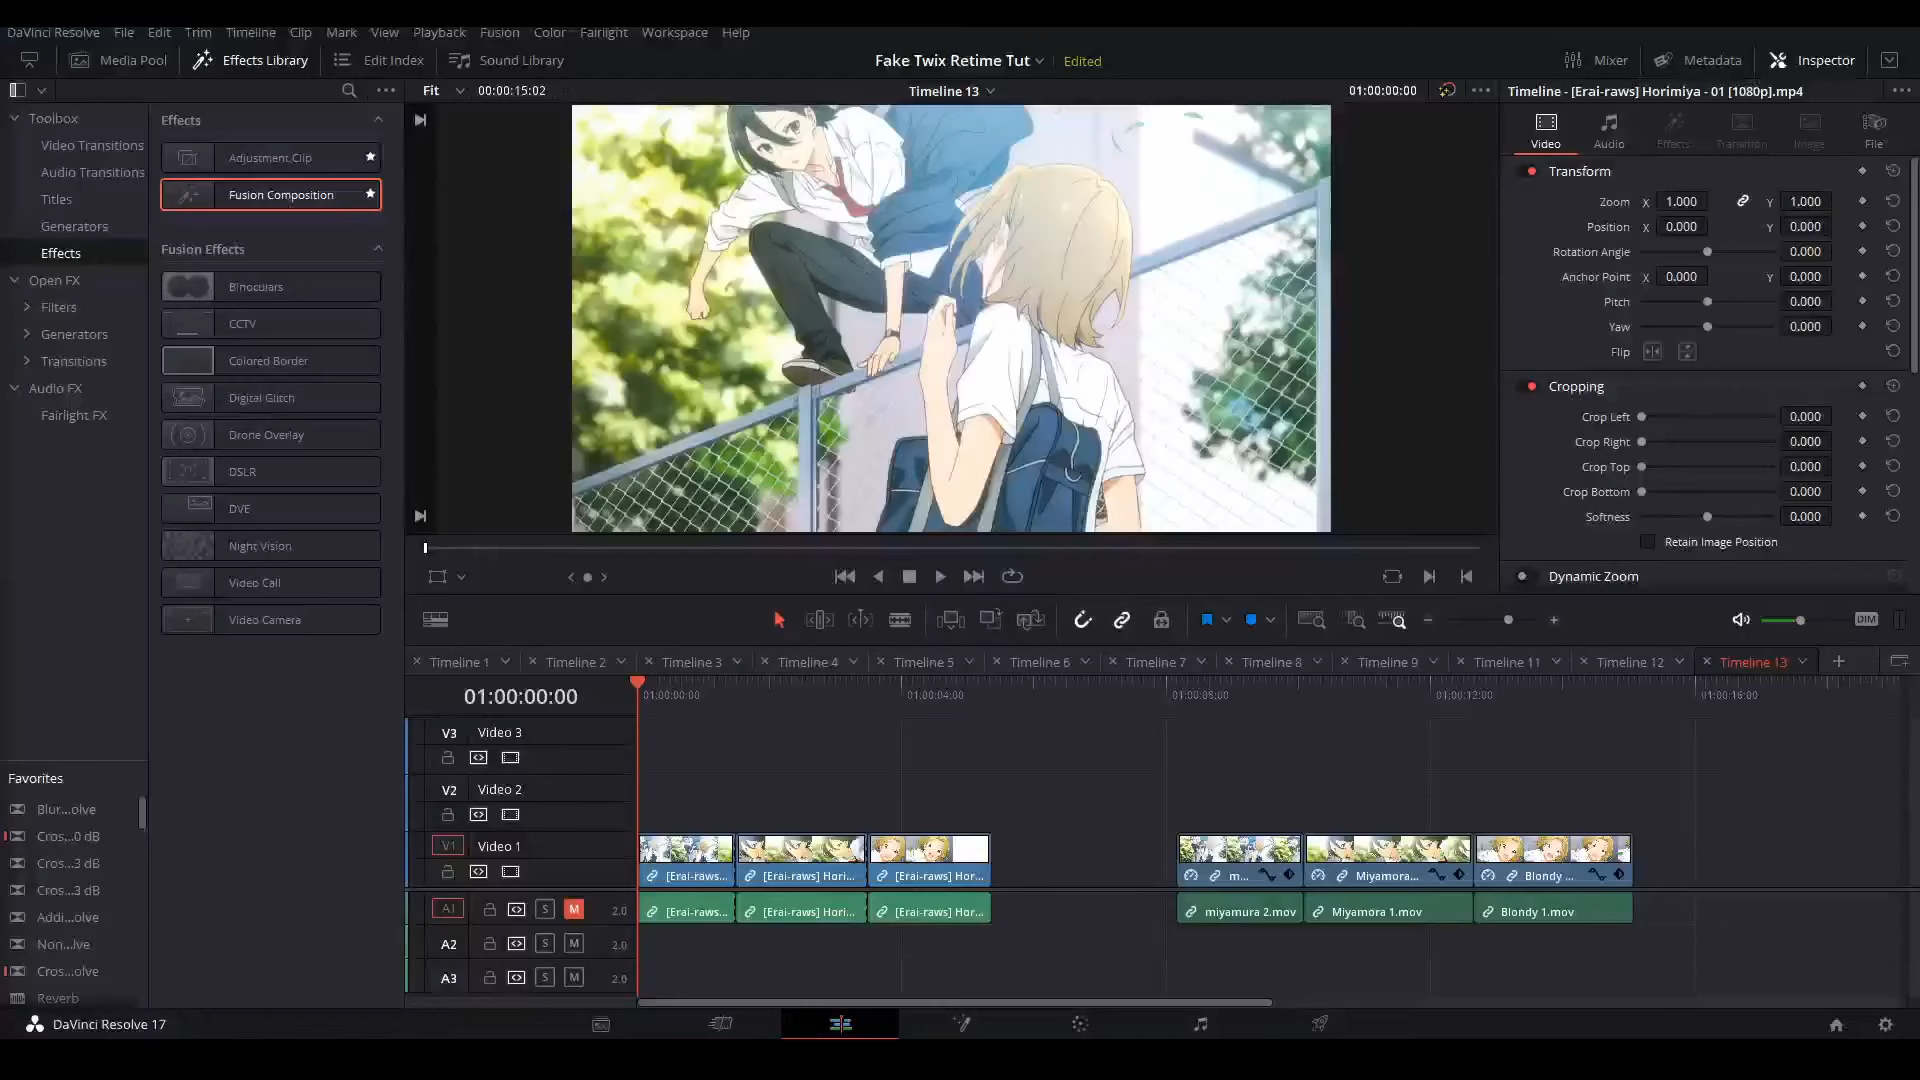 DaVinci Resolve File Edit Trim Timeline Clip Mark View Playback Fusion Color Fairlight Workspace Help
Media Pool Effects Library Edit Index Sound Library Fake Twix Retime Tut Edited Mixer Metadata Inspector
Fit 00:00:15:02 Timeline 13 01:00:00:00 Timeline - [Erai-raws] Horimiya - 01 [1080p].mp4
Toolbox
Video Transitions
Audio Transitions
Titles
Generators
Effects
Open FX
Filters
Generators
Transitions
Audio FX
Fairlight FX
Effects
Adjustment Clip
Fusion Composition
Fusion Effects
Binoculars
CCTV
Colored Border
Digital Glitch
Drone Overlay
DSLR
DVE
Night Vision
Video Call
Video Camera
Video Audio Effects Transition Image File
Transform
Zoom X 1.000 Y 1.000
Position X 0.000 Y 0.000
Rotation Angle 0.000
Anchor Point X 0.000 Y 0.000
Pitch 0.000
Yaw 0.000
Flip
Cropping
Crop Left 0.000
Crop Right 0.000
Crop Top 0.000
Crop Bottom 0.000
Softness 0.000
Retain Image Position
Dynamic Zoom
DIM
Timeline 1 Timeline 2 Timeline 3 Timeline 4 Timeline 5 Timeline 6 Timeline 7 Timeline 8 Timeline 9 Timeline 11 Timeline 12 Timeline 13
01:00:00:00 01:00:00:00 01:00:04:00 01:00:08:00 01:00:12:00 01:00:16:00
V3 Video 3
V2 Video 2
V1 Video 1
[Erai-raws... [Erai-raws] Hori... [Erai-raws] Hor... m... Miyamora... Blondy ...
A1 S M 2.0 [Erai-raws... [Erai-raws] Hori... [Erai-raws] Hor... miyamura 2.mov Miyamora 1.mov Blondy 1.mov
A2 S M 2.0
A3 S M 2.0
Favorites
Blur...olve
Cros...0 dB
Cros...3 dB
Cros...3 dB
Addi...olve
Non...lve
Cros...olve
Reverb
DaVinci Resolve 17